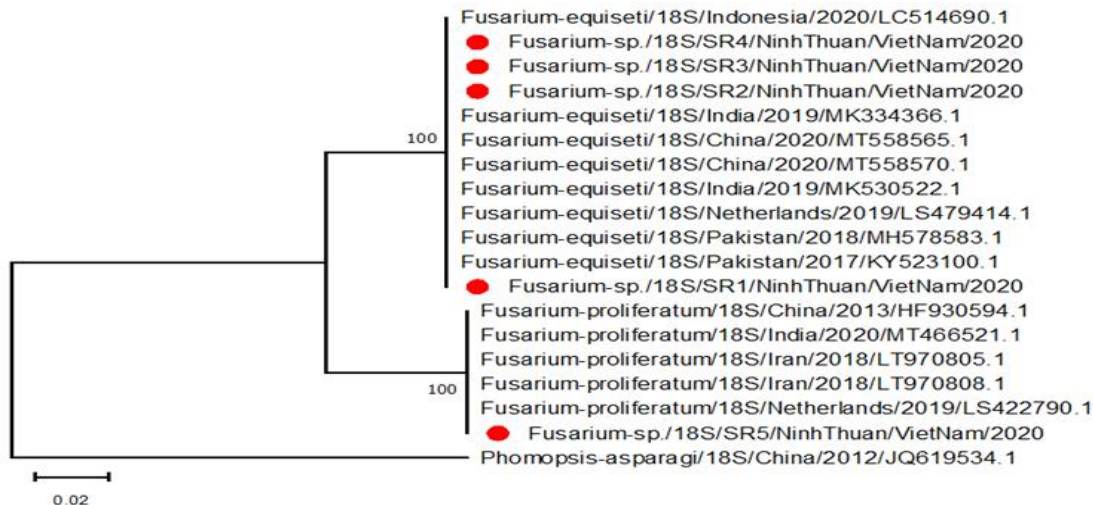 Fusarium-equiseti/18S/Indonesia/2020/LC514690.1
Fusarium-sp./18S/SR4/NinhThuan/VietNam/2020
Fusarium-sp./18S/SR3/NinhThuan/VietNam/2020
Fusarium-sp./18S/SR2/NinhThuan/VietNam/2020
Fusarium-equiseti/18S/India/2019/MK334366.1
100
Fusarium-equiseti/18S/China/2020/MT558565.1
Fusarium-equiseti/18S/China/2020/MT558570.1
Fusarium-equiseti/18S/India/2019/MK530522.1
Fusarium-equiseti/18S/Netherlands/2019/LS479414.1
Fusarium-equiseti/18S/Pakistan/2018/MH578583.1
Fusarium-equiseti/18S/Pakistan/2017/KY523100.1
Fusarium-sp./18S/SR1/NinhThuan/VietNam/2020
Fusarium-proliferatum/18S/China/2013/HF930594.1
Fusarium-proliferatum/18S/India/2020/MT466521.1
Fusarium-proliferatum/18S/Iran/2018/LT970805.1
Fusarium-proliferatum/18S/Iran/2018/LT970808.1
100
Fusarium-proliferatum/18S/Netherlands/2019/LS422790.1
Fusarium-sp./18S/SR5/NinhThuan/VietNam/2020
Phomopsis-asparagi/18S/China/2012/JQ619534.1
0.02